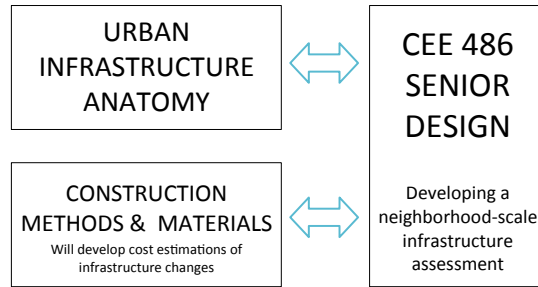 URBAN
INFRASTRUCTURE
ANATOMY
CONSTRUCTION
METHODS & MATERIALS
Will develop cost estimations of
infrastructure changes
CEE 486
SENIOR
DESIGN
Developing a
neighborhood-scale
infrastructure
assessment